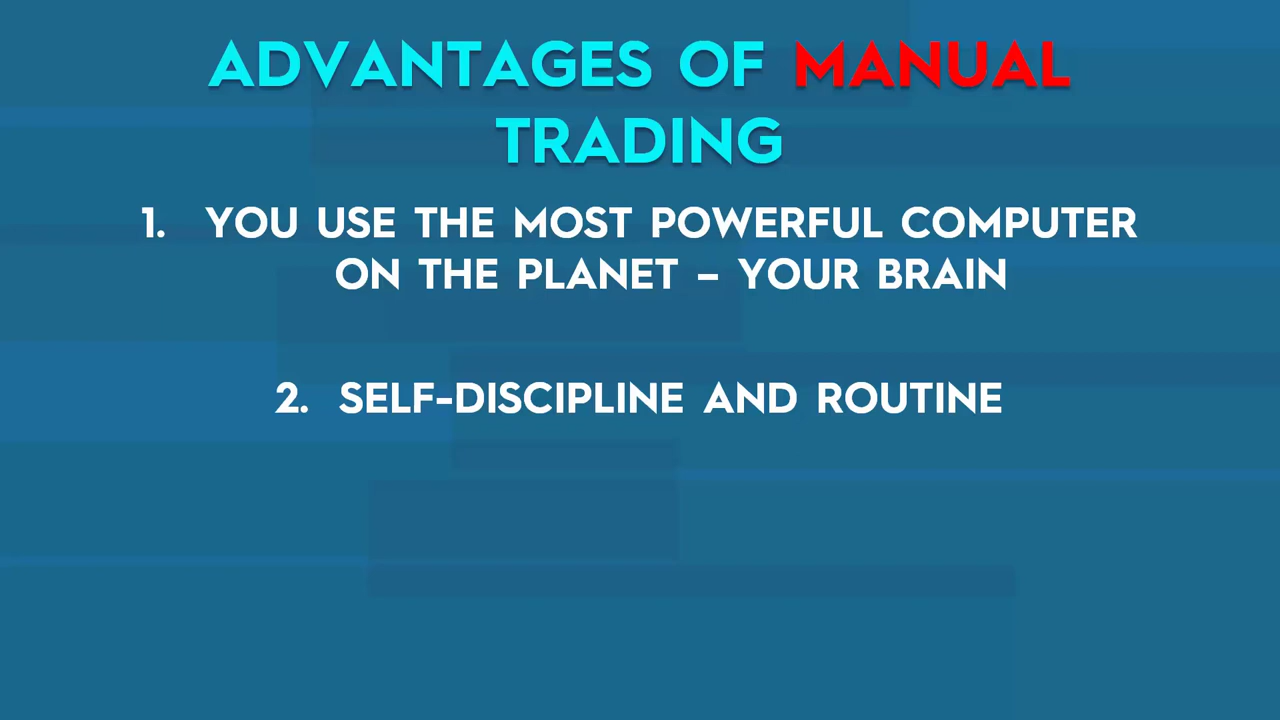 ADVANTAGES OF MANUAL
TRADING
1. YOU USE THE MOST POWERFUL COMPUTER
ON THE PLANET – YOUR BRAIN
2. SELF-DISCIPLINE AND ROUTINE